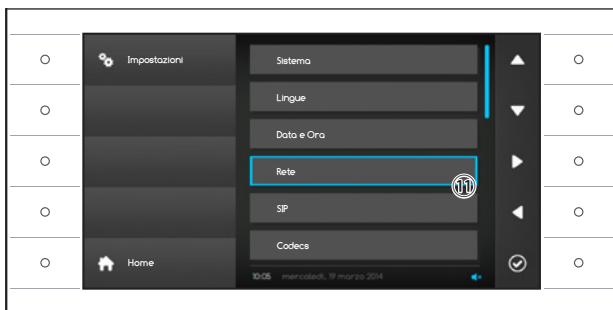 Impostazioni
Sistema
Lingue
Data e Ora
Rete
11
SIP
Codecs
Home
10:05 mercoledì, 19 marzo 2014